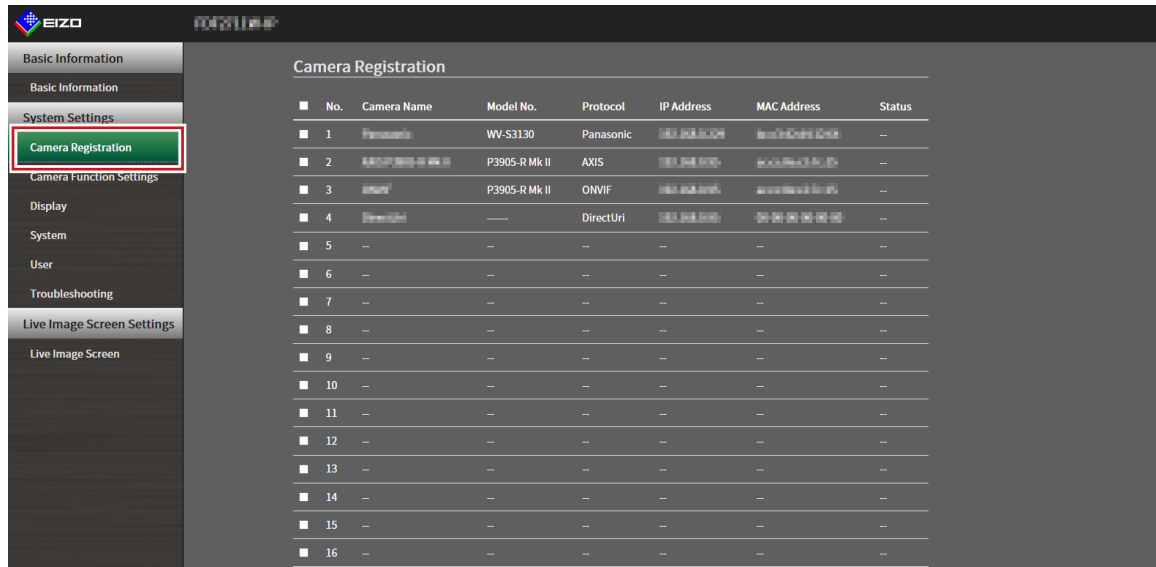 EIZO
Basic Information
Basic Information
System Settings
Camera Registration
Camera Function Settings
Display
System
User
Troubleshooting
Live Image Screen Settings
Live Image Screen
Camera Registration
No. Camera Name Model No. Protocol IP Address MAC Address Status
1 WV-S3130 Panasonic --
2 P3905-R Mk II AXIS --
3 P3905-R Mk II ONVIF --
4 ------ DirectUri --
5 -- -- -- -- -- --
6 -- -- -- -- -- --
7 -- -- -- -- -- --
8 -- -- -- -- -- --
9 -- -- -- -- -- --
10 -- -- -- -- -- --
11 -- -- -- -- -- --
12 -- -- -- -- -- --
13 -- -- -- -- -- --
14 -- -- -- -- -- --
15 -- -- -- -- -- --
16 -- -- -- -- -- --